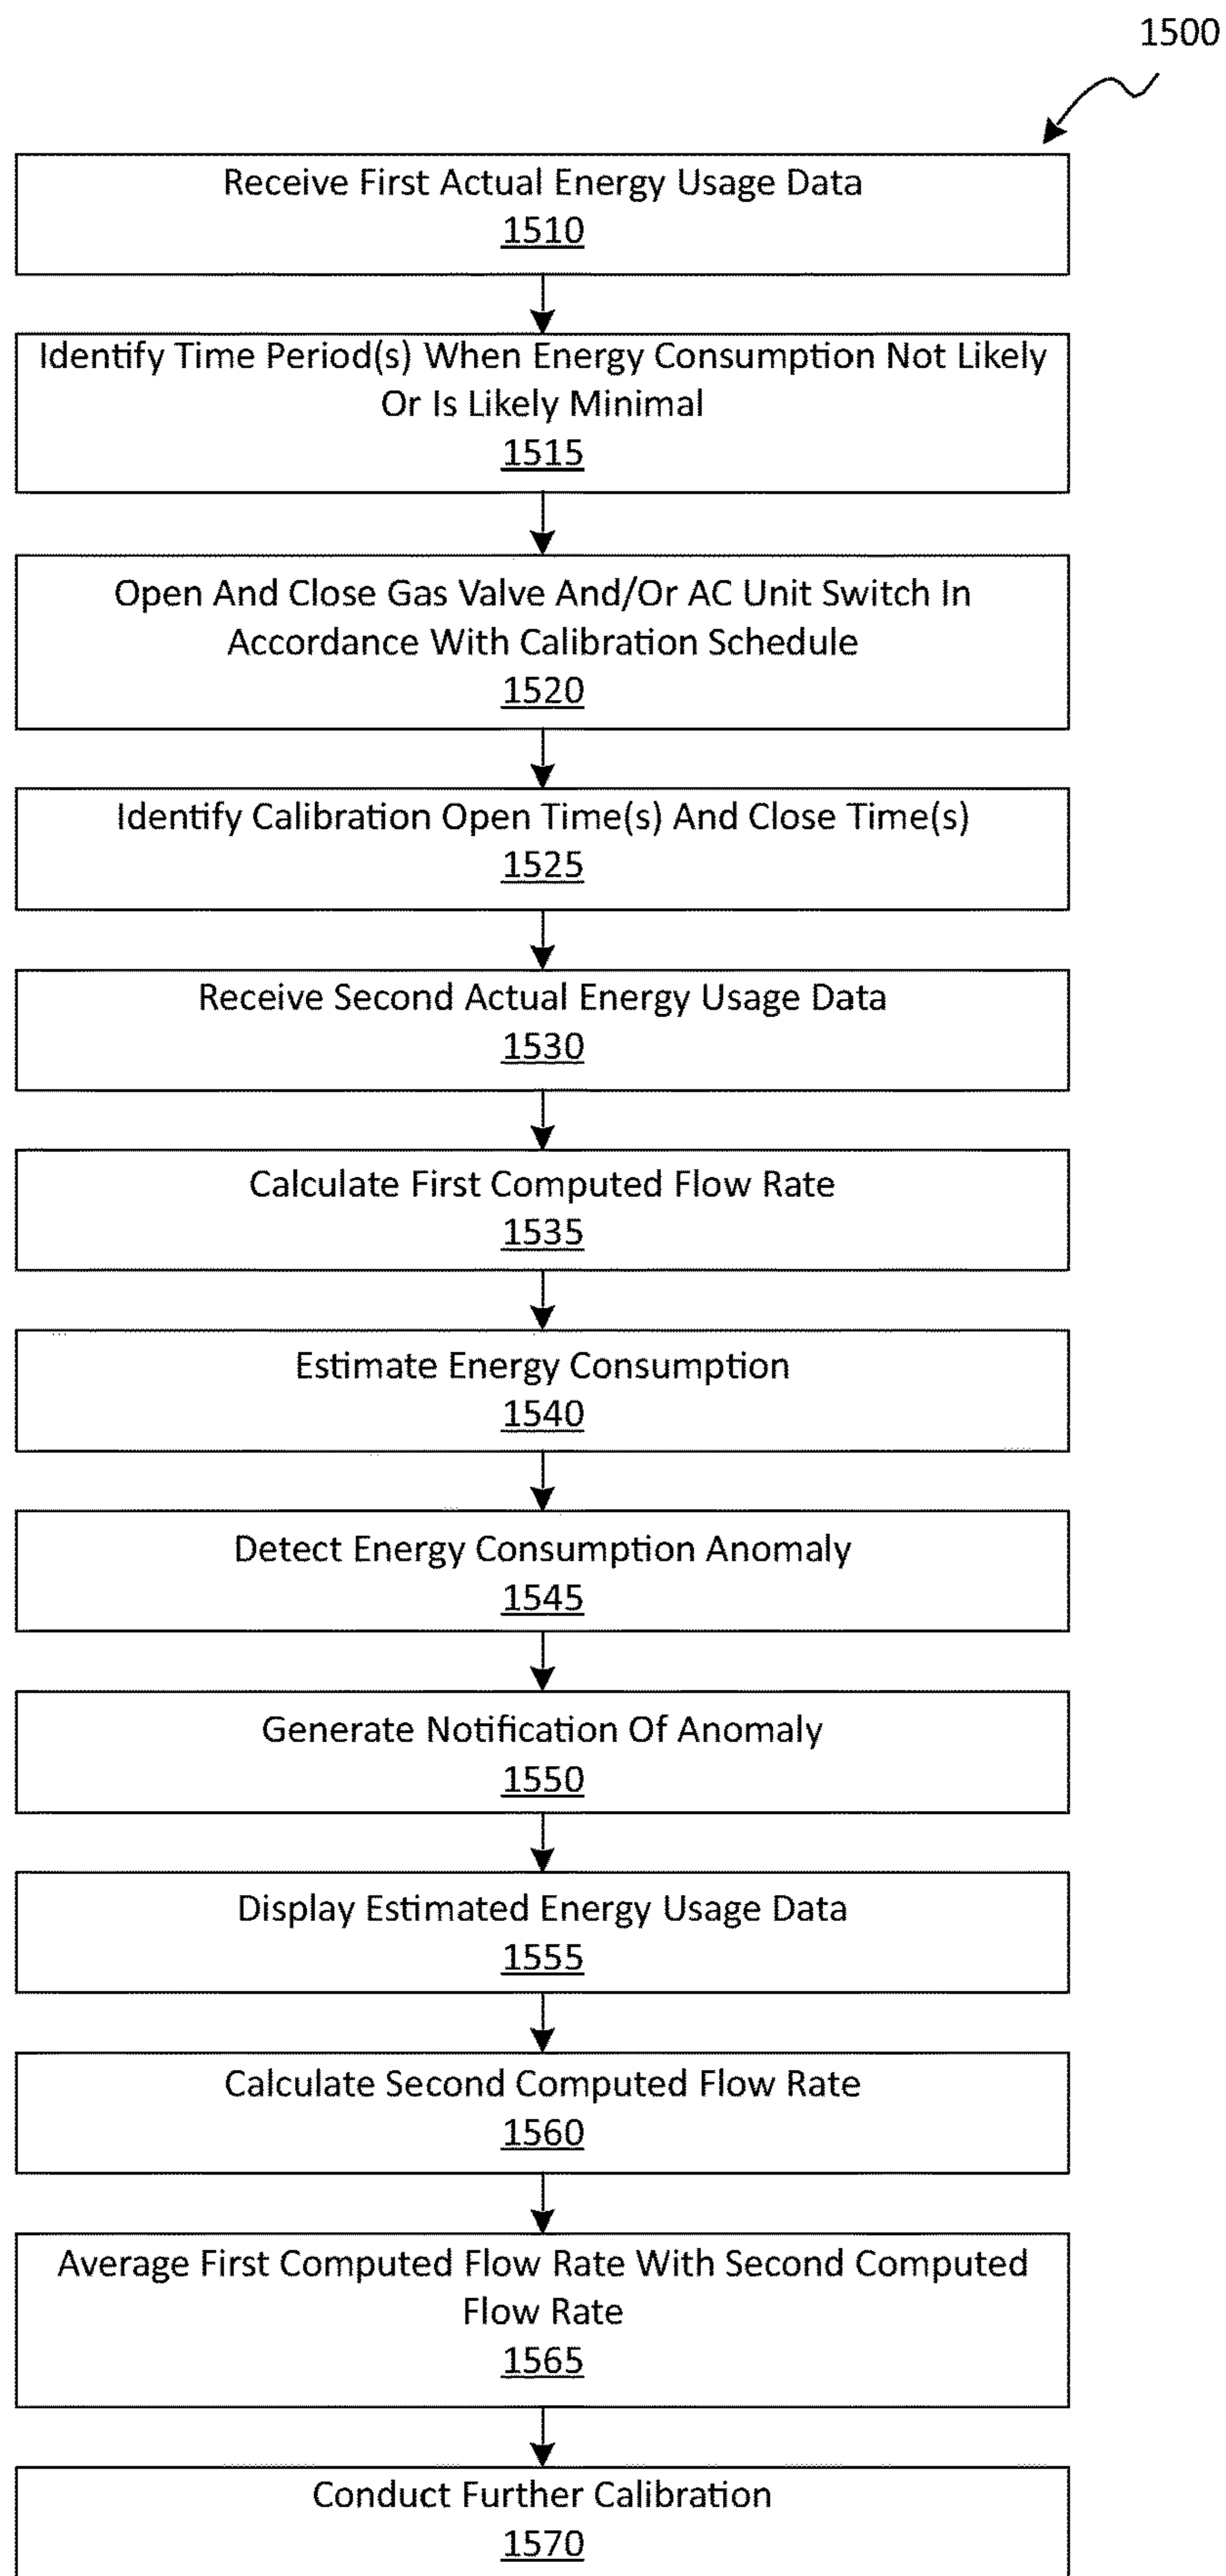 1500
Receive First Actual Energy Usage Data
1510
Identify Time Period(s) When Energy Consumption Not Likely
Or Is Likely Minimal
1515
Open And Close Gas Valve And/Or AC Unit Switch In
Accordance With Calibration Schedule
1520
Identify Calibration Open Time(s) And Close Time(s)
1525
Receive Second Actual Energy Usage Data
1530
Calculate First Computed Flow Rate
1535
Estimate Energy Consumption
1540
Detect Energy Consumption Anomaly
1545
Generate Notification Of Anomaly
1550
Display Estimated Energy Usage Data
1555
Calculate Second Computed Flow Rate
1560
Average First Computed Flow Rate With Second Computed
Flow Rate
1565
Conduct Further Calibration
1570